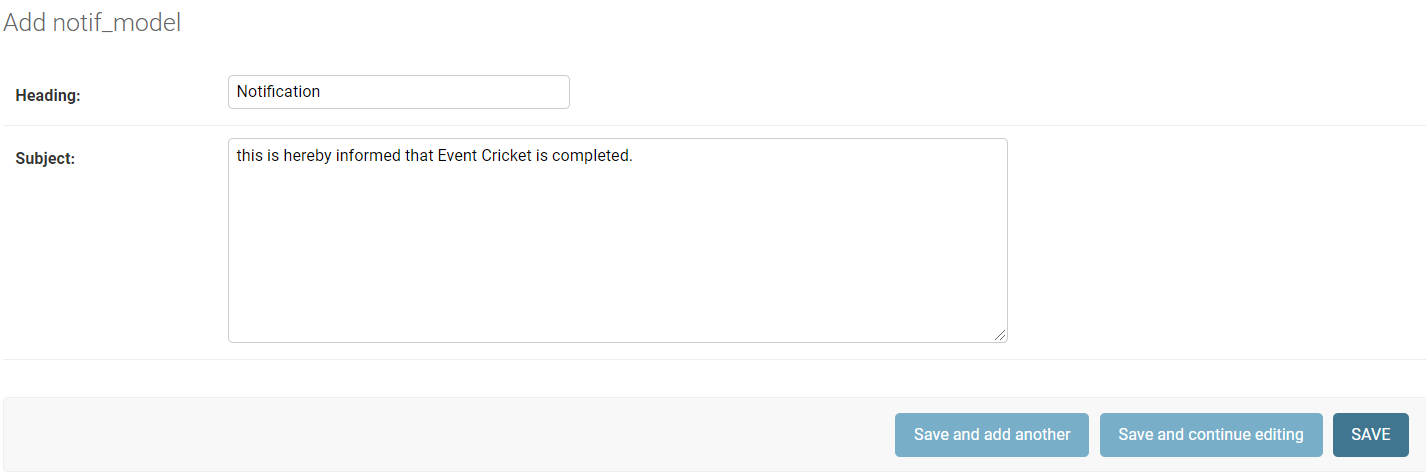 Add notif_model
Heading:
Notification
Subject:
this is hereby informed that Event Cricket is completed.
Save and add another
Save and continue editing
SAVE